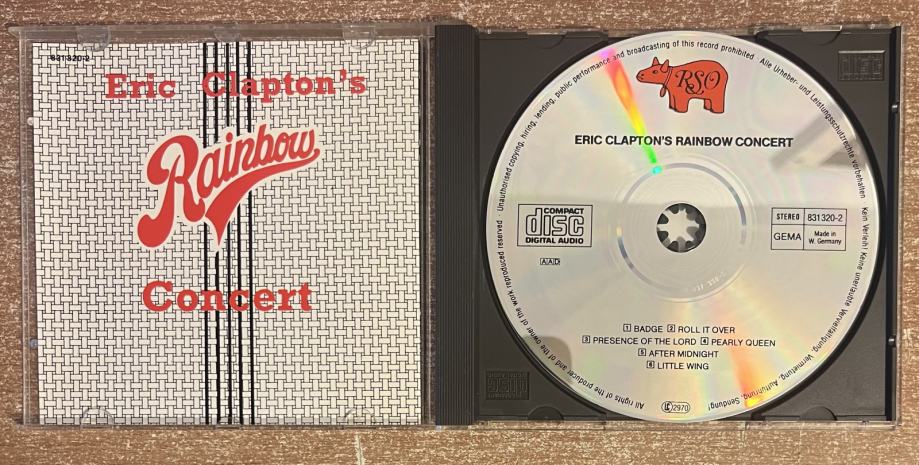 831 320-2
Eric Clapton's
Rainbow
Concert
RSO
ERIC CLAPTON'S RAINBOW CONCERT
COMPACT
disc
DIGITAL AUDIO
AAD
STEREO 831 320-2
GEMA Made in
W. Germany
1 BADGE 2 ROLL IT OVER
3 PRESENCE OF THE LORD 4 PEARLY QUEEN
5 AFTER MIDNIGHT
6 LITTLE WING
LC 2970
All rights of the producer and of the owner of the work reproduced reserved · Unauthorised copying, hiring, lending, public performance and broadcasting of this record prohibited · Alle Urheber- und Leistungsschutzrechte vorbehalten · Kein Verleih! Keine unerlaubte Vervielfältigung, Vermietung, Aufführung, Sendung!